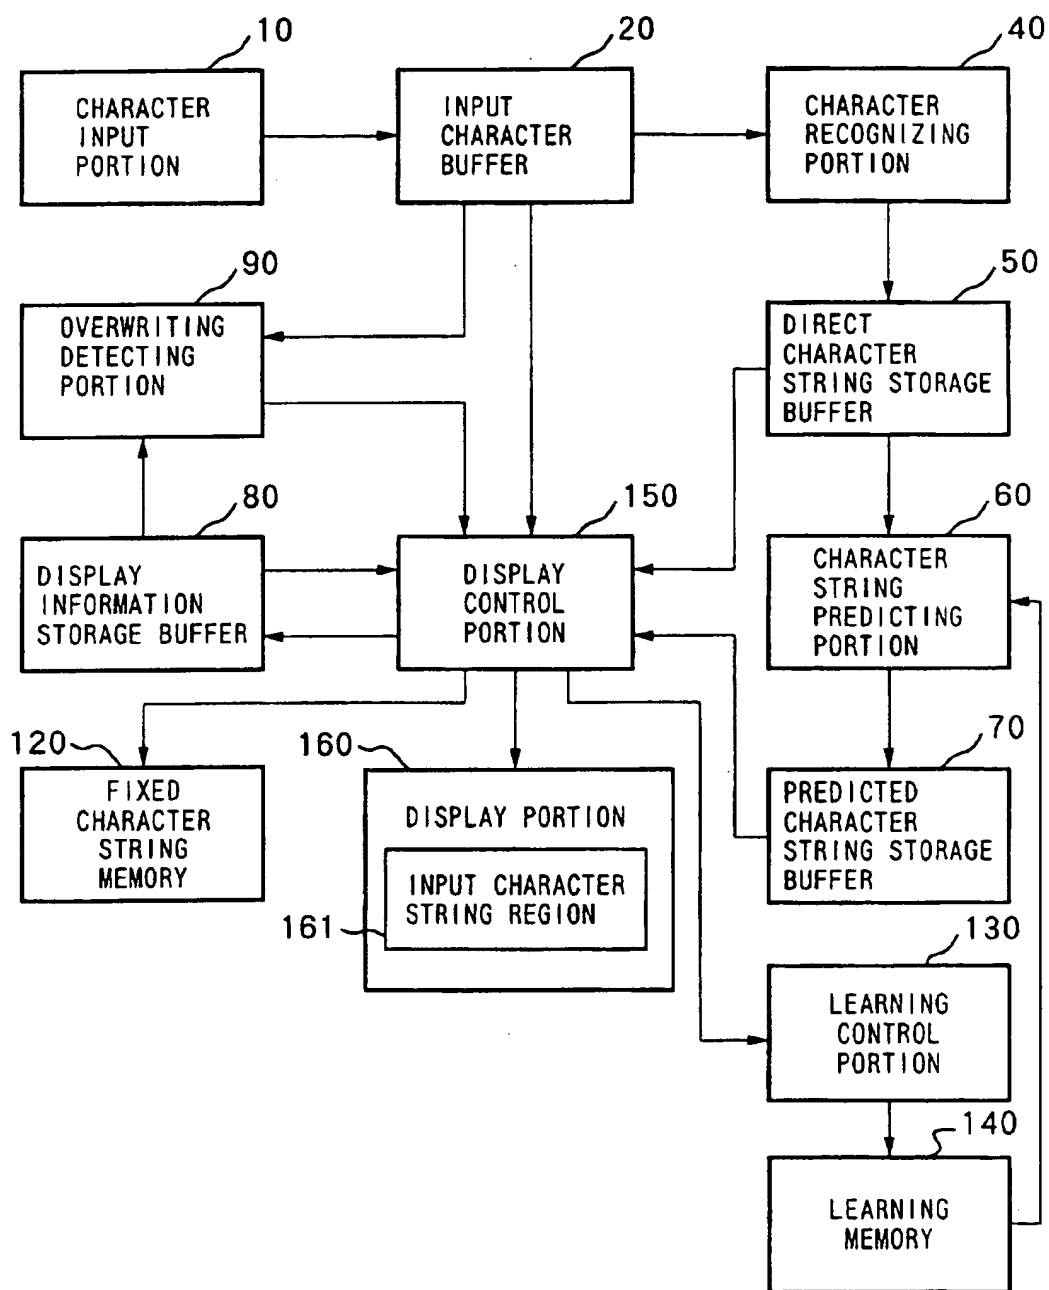 10
20
40
CHARACTER
INPUT
PORTION
INPUT
CHARACTER
BUFFER
CHARACTER
RECOGNIZING
PORTION
90
50
OVERWRITING
DETECTING
PORTION
DIRECT
CHARACTER
STRING STORAGE
BUFFER
80
150
60
DISPLAY
INFORMATION
STORAGE BUFFER
DISPLAY
CONTROL
PORTION
CHARACTER
STRING
PREDICTING
PORTION
120
160
70
FIXED
CHARACTER
STRING
MEMORY
DISPLAY PORTION
INPUT CHARACTER
STRING REGION
161
PREDICTED
CHARACTER
STRING STORAGE
BUFFER
130
LEARNING
CONTROL
PORTION
140
LEARNING
MEMORY